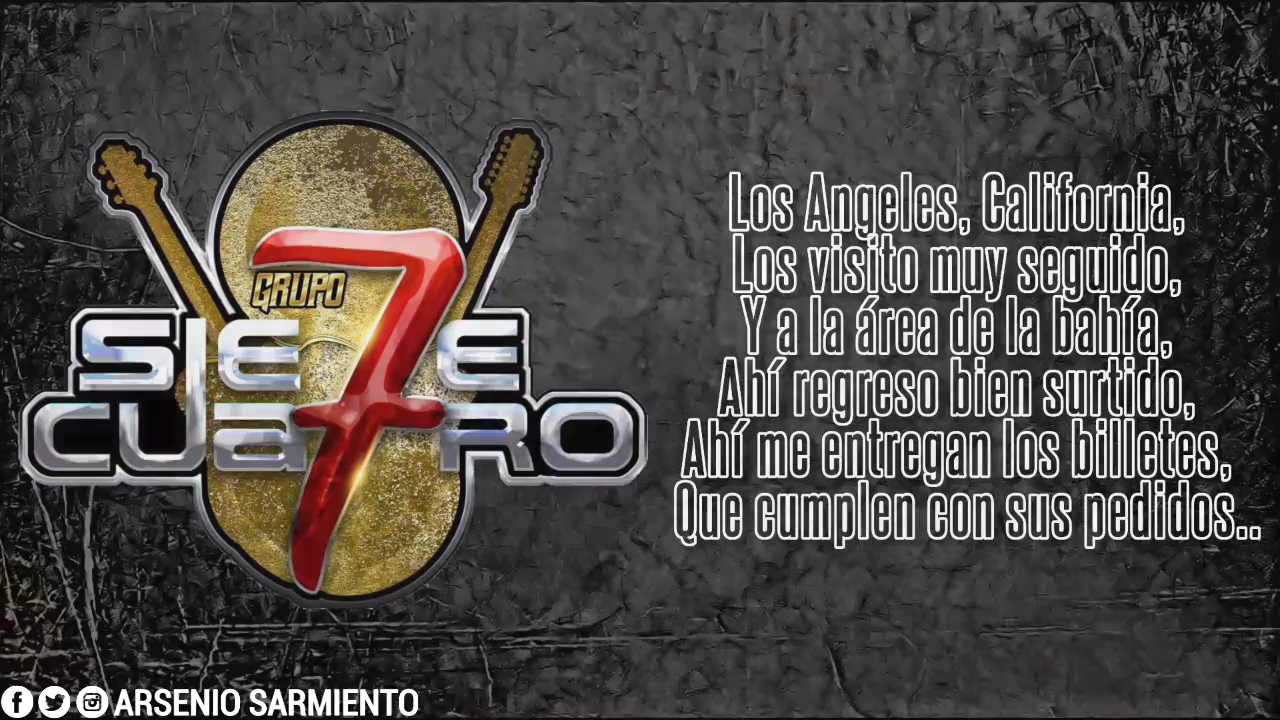 GRUPO
SIE7E
CUATRO
Los Angeles, California,
Los visito muy seguido,
Y a la área de la bahía,
Ahí regreso bien surtido,
Ahí me entregan los billetes,
Que cumplen con sus pedidos..
ARSENIO SARMIENTO